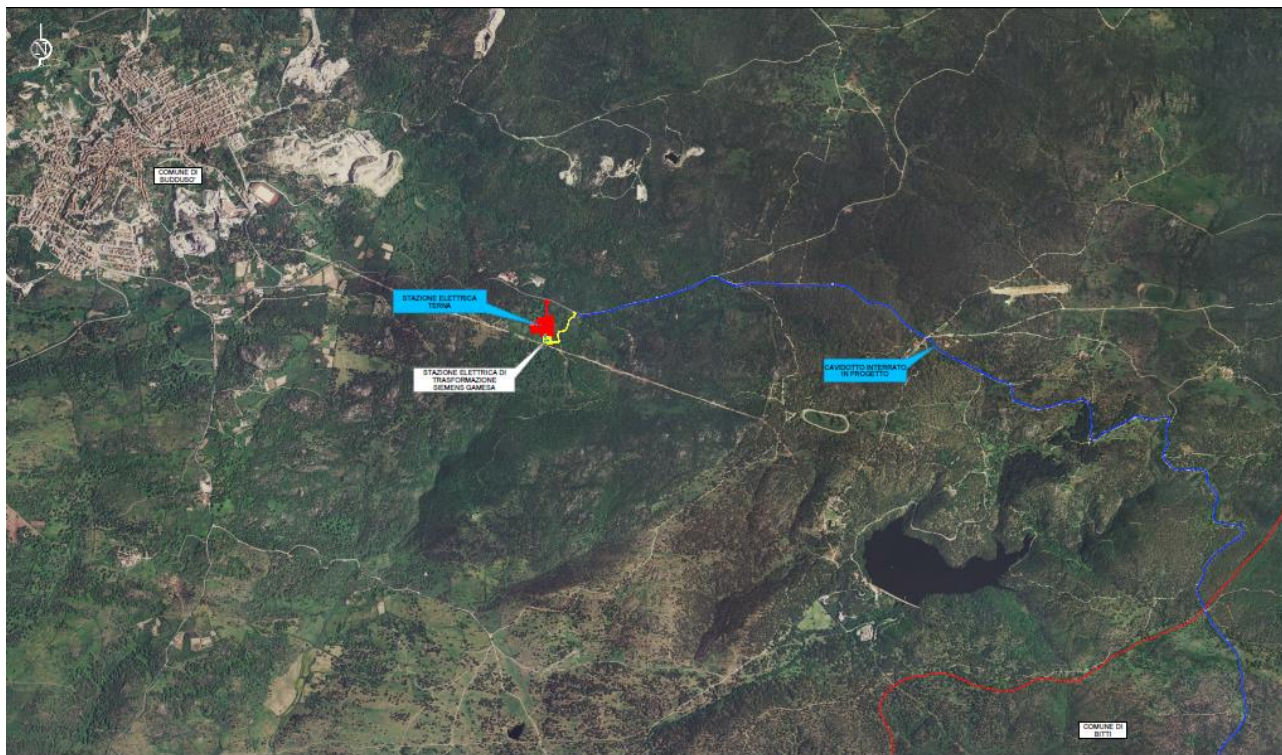 N
COMUNE DI
BUDDUSO'
STAZIONE ELETTRICA
TERNA
STAZIONE ELETTRICA DI
TRASFORMAZIONE
SIEMENS GAMESA
CAVIDOTTO INTERRATO
IN PROGETTO
COMUNE DI
BITTI